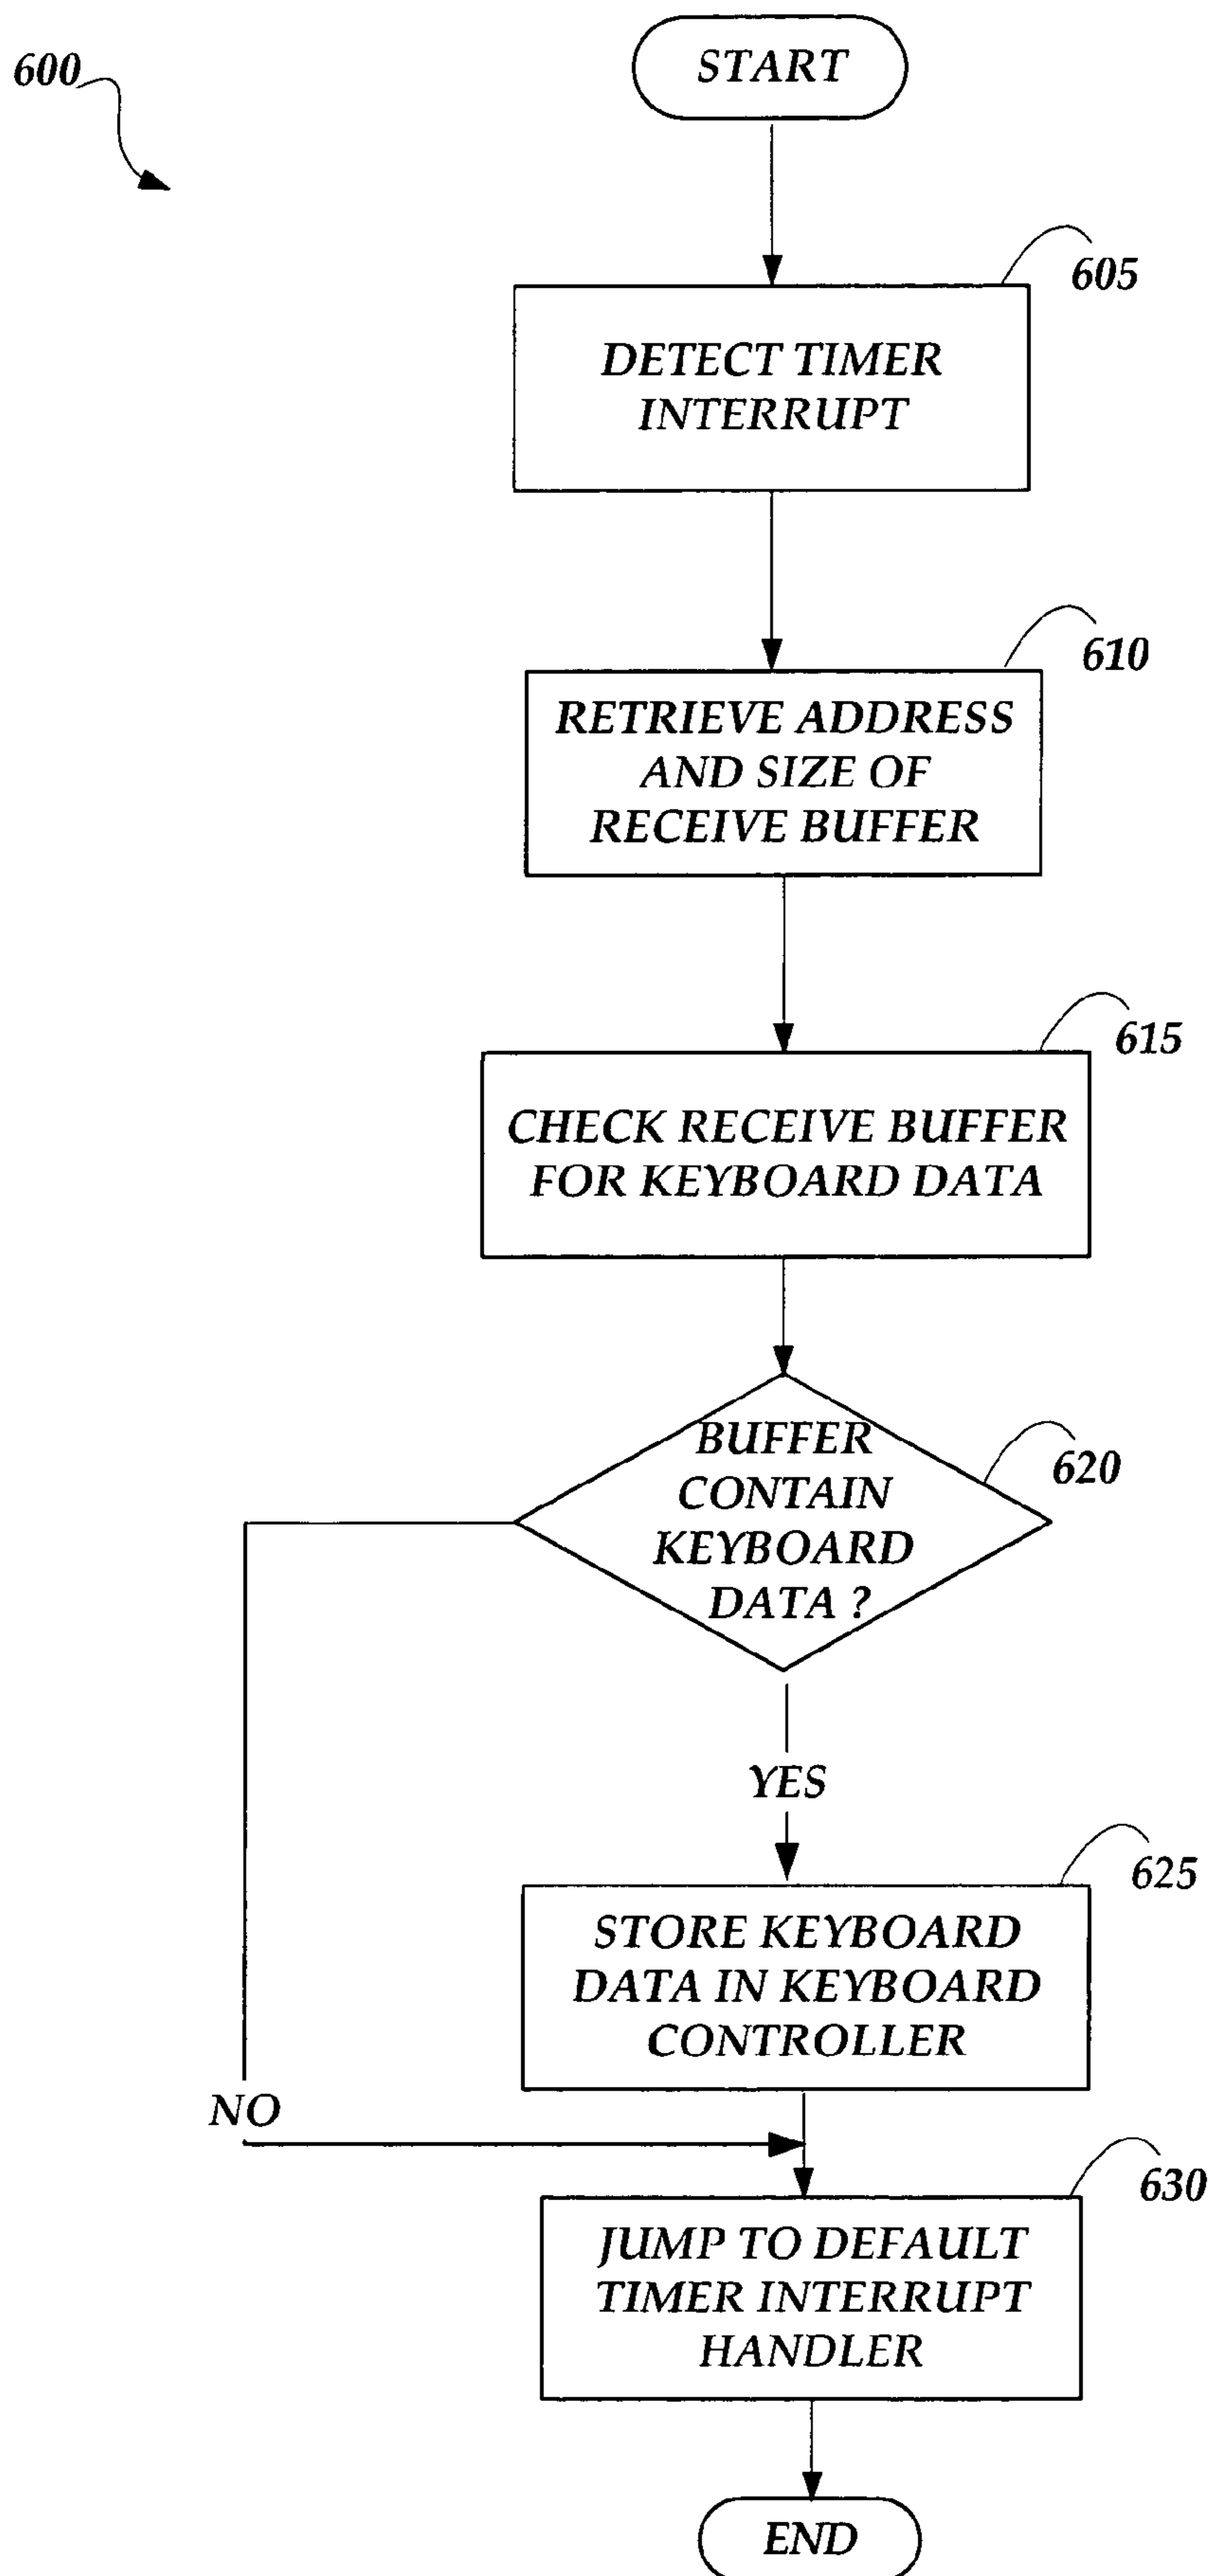 600
START
605
DETECT TIMER
INTERRUPT
610
RETRIEVE ADDRESS
AND SIZE OF
RECEIVE BUFFER
615
CHECK RECEIVE BUFFER
FOR KEYBOARD DATA
620
BUFFER
CONTAIN
KEYBOARD
DATA ?
YES
625
STORE KEYBOARD
DATA IN KEYBOARD
CONTROLLER
NO
630
JUMP TO DEFAULT
TIMER INTERRUPT
HANDLER
END